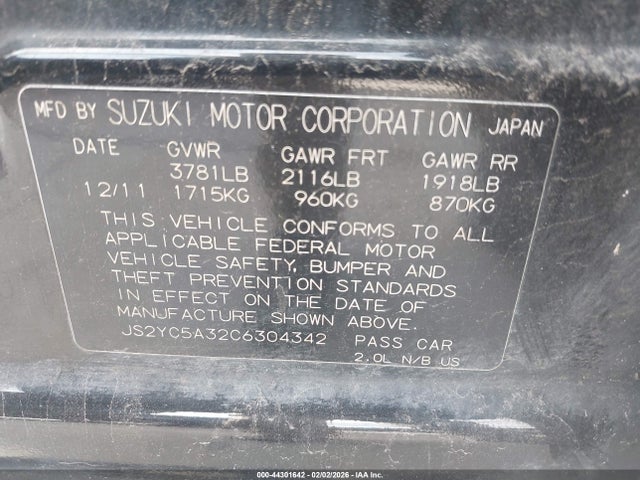 MFD BY SUZUKI MOTOR CORPORATION JAPAN
DATE GVWR GAWR FRT GAWR RR
3781LB 2116LB 1918LB
12/11 1715KG 960KG 870KG
THIS VEHICLE CONFORMS TO ALL
APPLICABLE FEDERAL MOTOR
VEHICLE SAFETY, BUMPER AND
THEFT PREVENTION STANDARDS
IN EFFECT ON THE DATE OF
MANUFACTURE SHOWN ABOVE.
JS2YC5A32C6304342 PASS CAR
2.0L N/B US
000-44301642 - 02/02/2026 - IAA Inc.